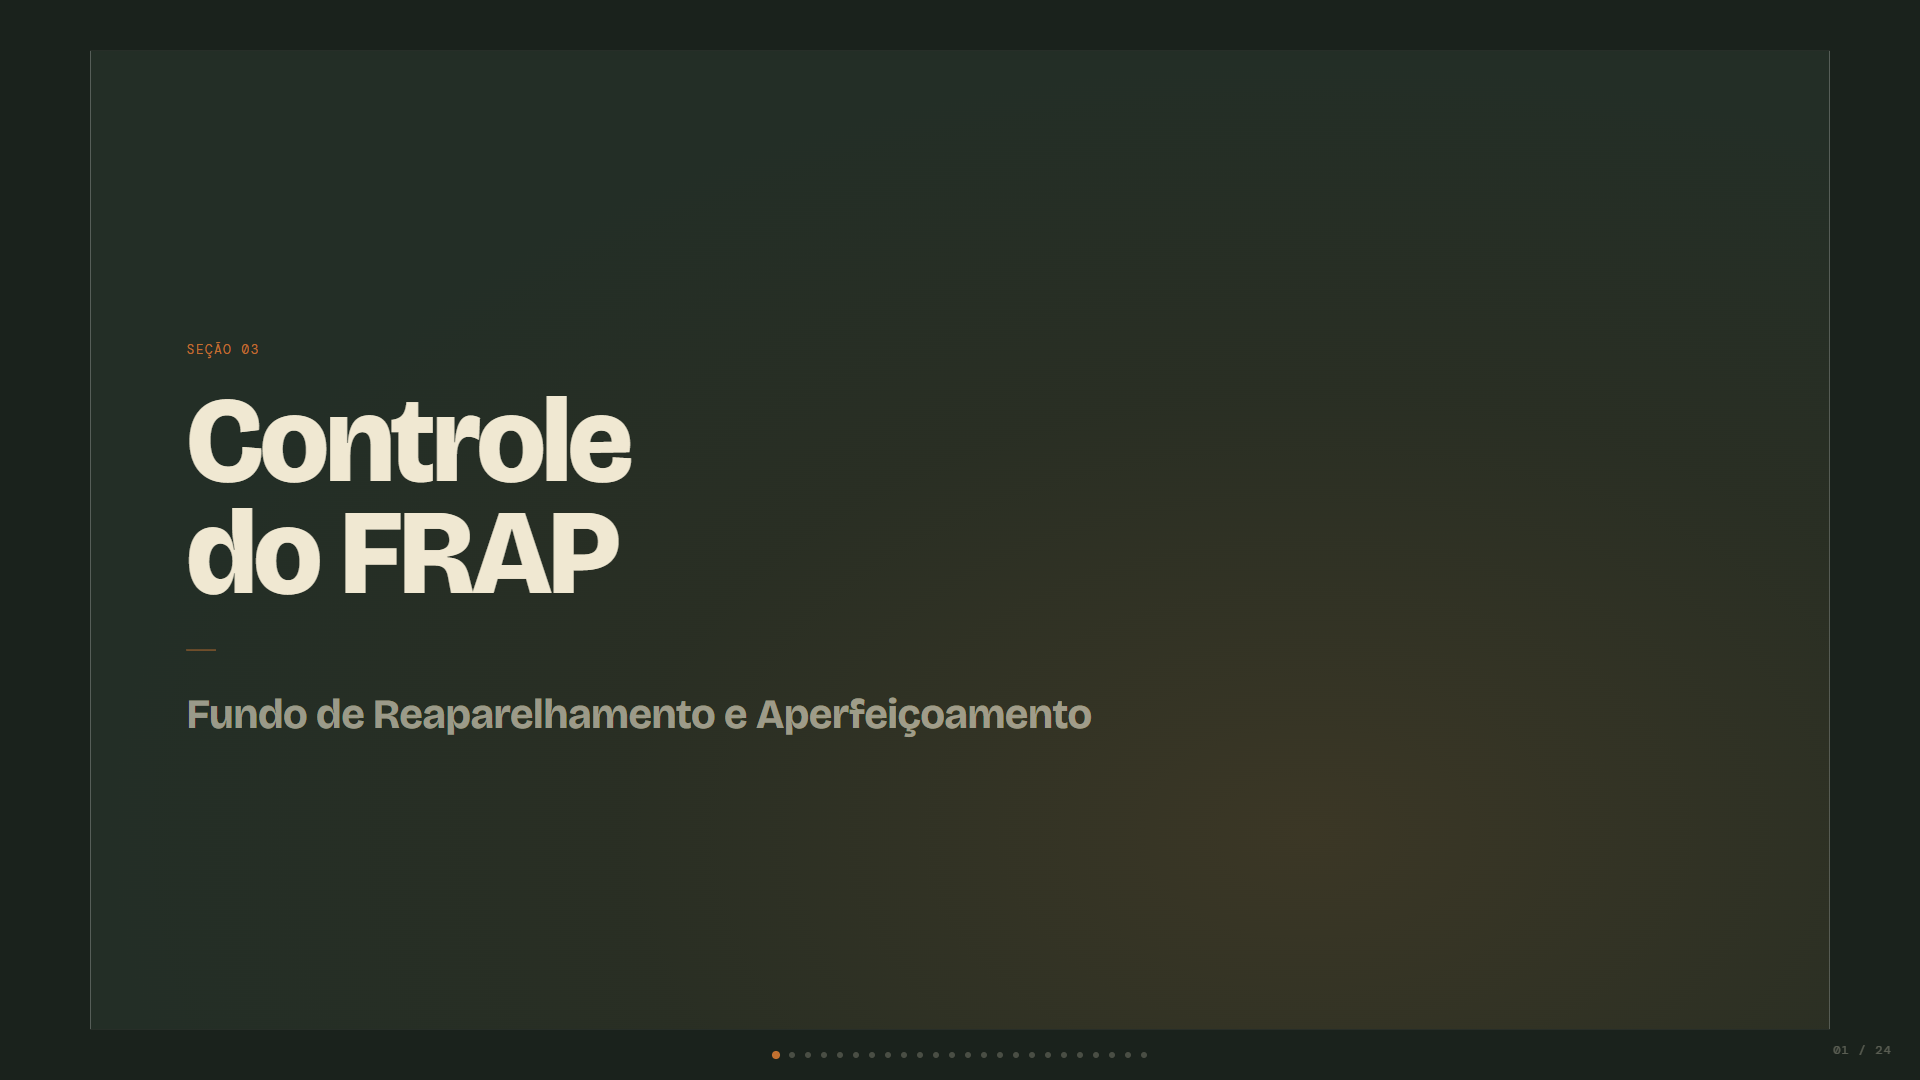 SEÇÃO 03
Controle
do FRAP
Fundo de Reaparelhamento e Aperfeiçoamento
01 / 24